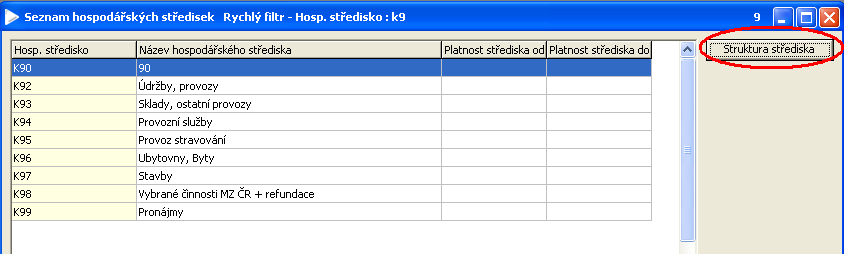 Seznam hospodářských středisek Rychlý filtr - Hosp. středisko : k9 9
Hosp. středisko Název hospodářského střediska Platnost střediska od Platnost střediska do Struktura střediska
K90 90
K92 Údržby, provozy
K93 Sklady, ostatní provozy
K94 Provozní služby
K95 Provoz stravování
K96 Ubytovny, Byty
K97 Stavby
K98 Vybrané činnosti MZ ČR + refundace
K99 Pronájmy